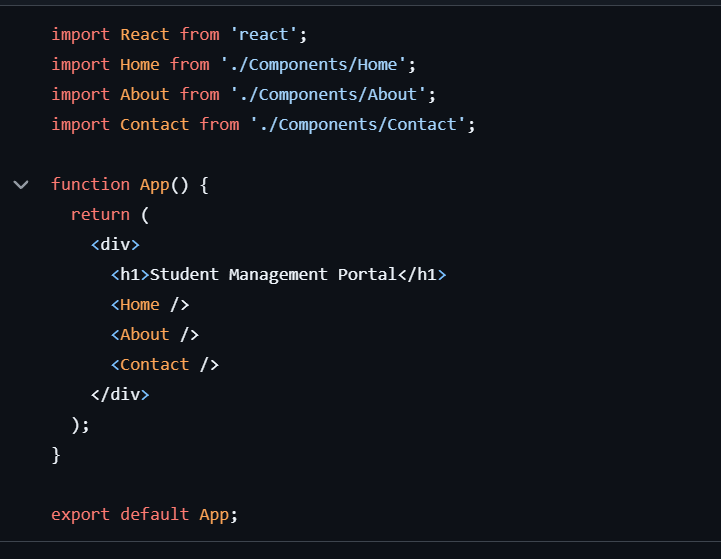 import React from 'react';
import Home from './Components/Home';
import About from './Components/About';
import Contact from './Components/Contact';

function App() {
  return (
    <div>
      <h1>Student Management Portal</h1>
      <Home />
      <About />
      <Contact />
    </div>
  );
}

export default App;